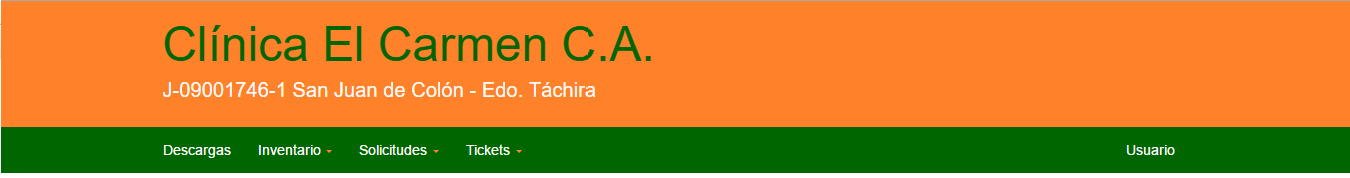 Clínica El Carmen C.A.
J-09001746-1 San Juan de Colón - Edo. Táchira
Descargas Inventario Solicitudes Tickets Usuario